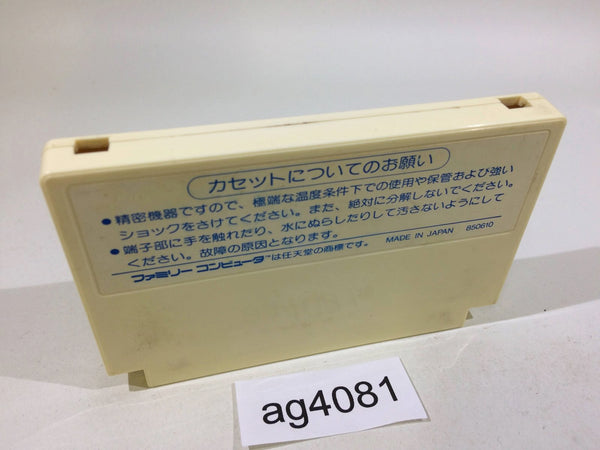 カセットについてのお願い
●精密機器ですので、極端な温度条件下での使用や保管および強い
ショックをさけてください。また、絶対に分解しないでください。
●端子部に手を触れたり、水にぬらしたりして汚さないようにして
ください。故障の原因となります。
ファミリーコンピュータ™は任天堂の商標です。 MADE IN JAPAN 850610
ag4081